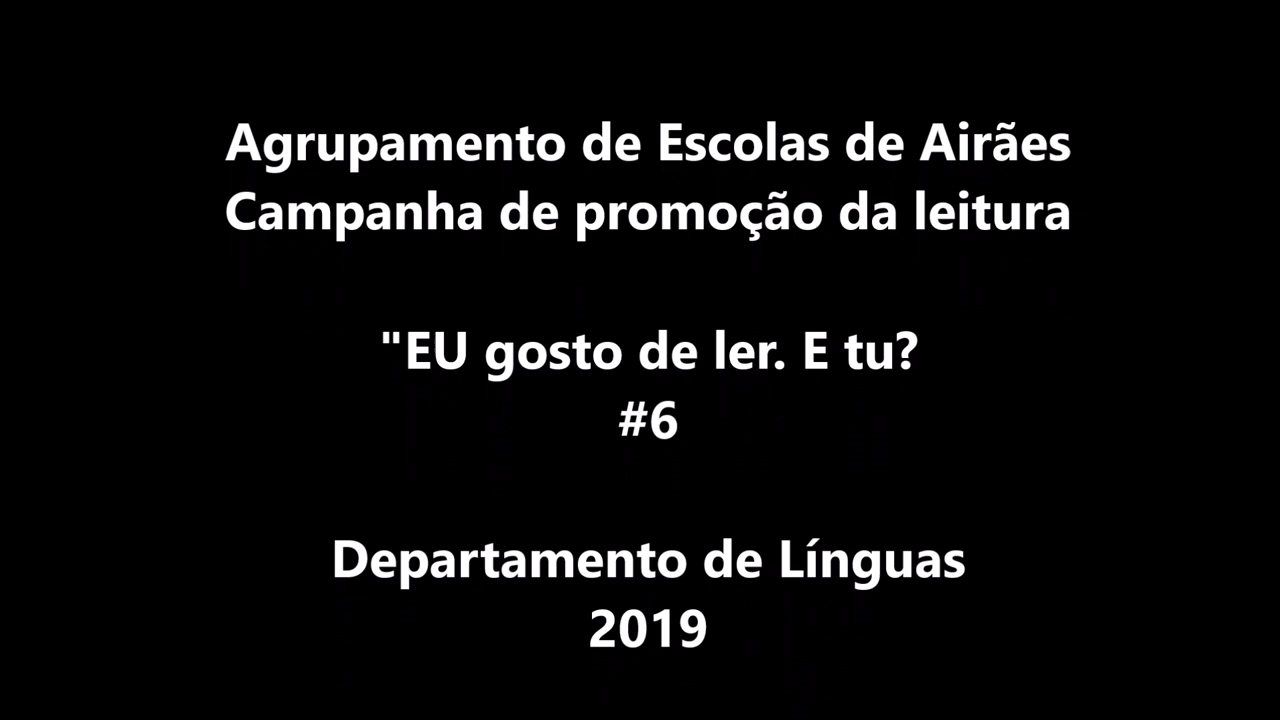 Agrupamento de Escolas de Airães
Campanha de promoção da leitura
"EU gosto de ler. E tu?
#6
Departamento de Línguas
2019